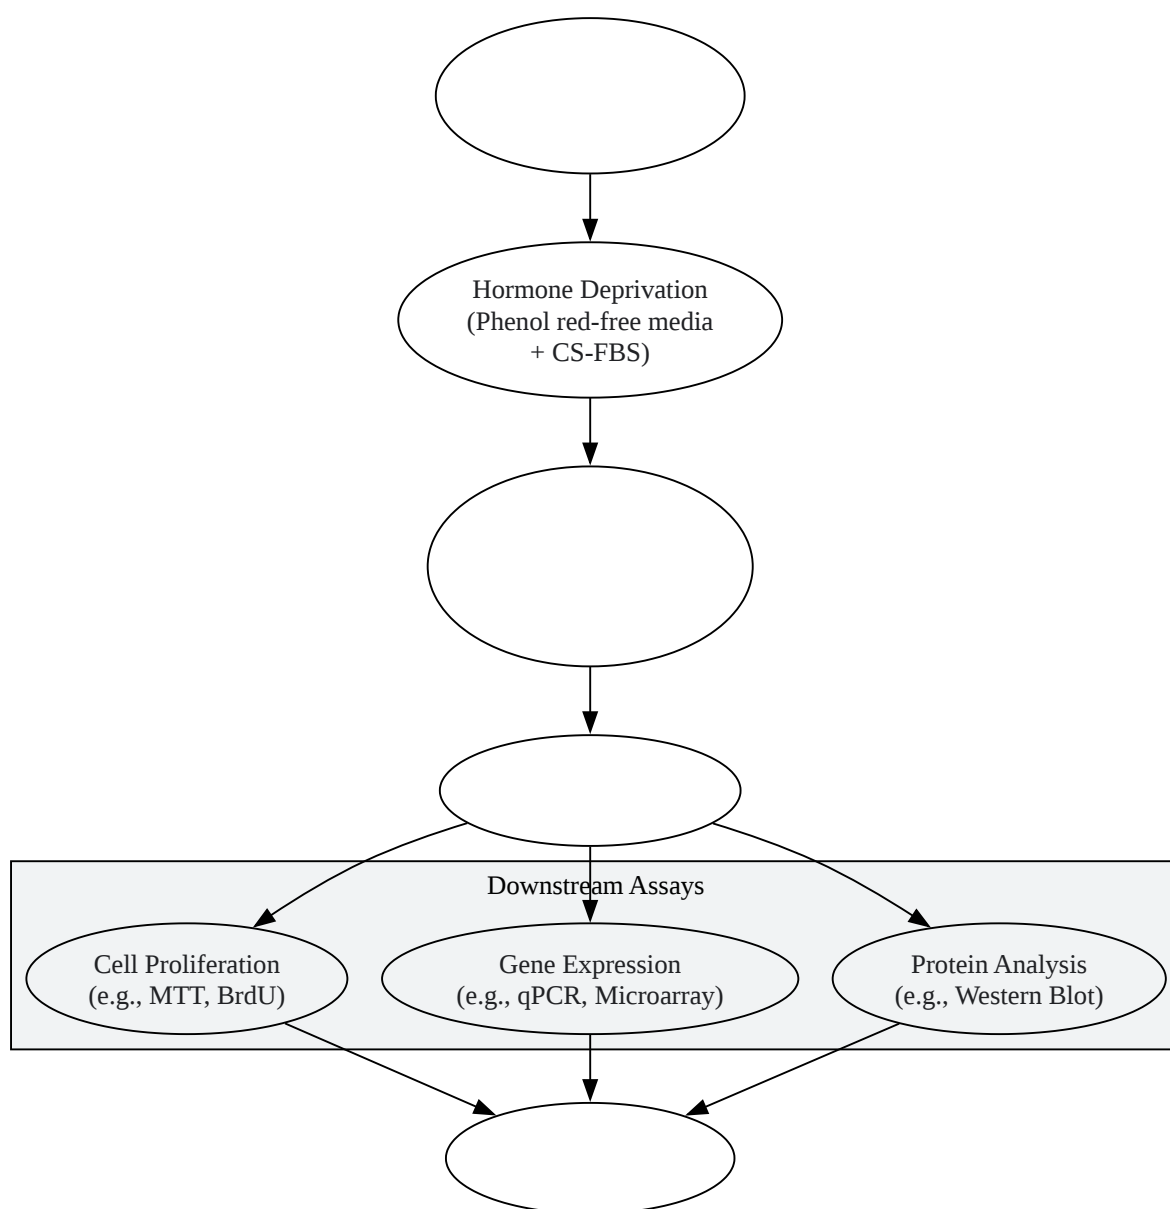 Hormone Deprivation
(Phenol red-free media
+ CS-FBS)
Downstream Assays
Cell Proliferation
(e.g., MTT, BrdU)
Gene Expression
(e.g., qPCR, Microarray)
Protein Analysis
(e.g., Western Blot)